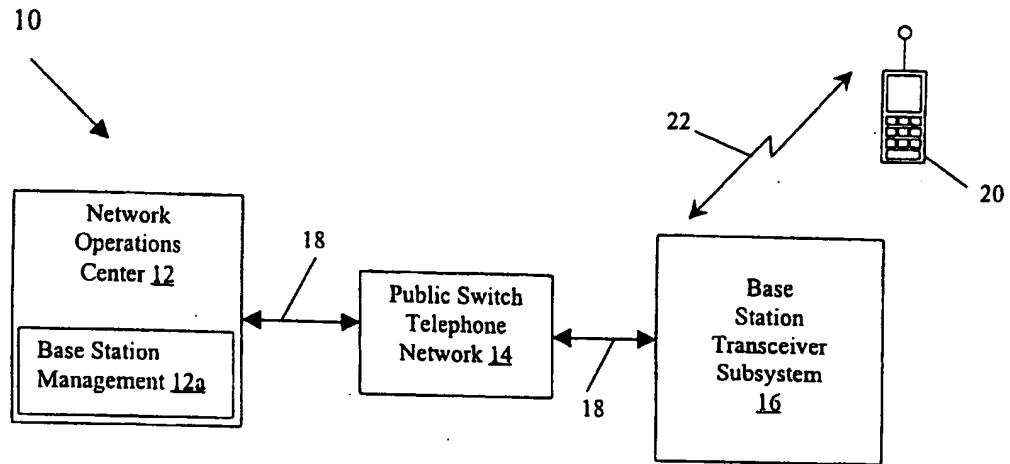 10
22
20
Network
Operations
Center 12
18
Base Station
Management 12a
Public Switch
Telephone
Network 14
18
Base
Station
Transceiver
Subsystem
16